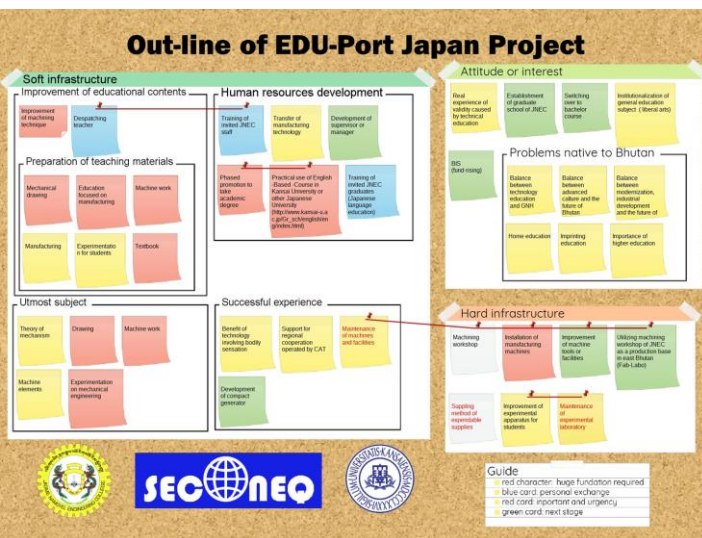 Out-line of EDU-Port Japan Project
Soft infrastructure
Improvement of educational contents
Improvement
of machining
technique
Despatching
teacher
Preparation of teaching materials
Mechanical
drawing
Education
focused on
manufacturing
Machine work
Manufacturing
Experimentatio
n for students
Textbook
Human resources development
Training of
invited JNEC
staff
Transfer of
manufacturing
technology
Development of
supervisor or
manager
Phased
promotion to
take
academic
degree
Practical use of English
-Based -Course in
Kansai University or
other Japanese
University
(http://www.kansai-u.a
c.jp/Gr_sch/english/en
g/index.html)
Training of
invited JNEC
graduates
(Japanese
language
education)
Utmost subject
Theory of
mechanism
Drawing
Machine work
Machine
elements
Experimentation
on mechanical
engineering
Successful experience
Benefit of
technology
involving bodily
sensation
Support for
regional
cooperation
operated by CAT
Maintenance
of machines
and facilities
Development
of compact
generator
Attitude or interest
Real
experience of
validity caused
by technical
education
Establishment
of graduate
school of JNEC
Switching
over to
bachelor
course
Institutionalization of
general education
subject ( liberal arts)
BIS
(fund-rising)
Problems native to Bhutan
Balance
between
technology
education
and GNH
Balance
between
advanced
culture and the
future of
Bhutan
Balance
between
modernization,
industrial
development
and the future of
Home education
Imprinting
education
Importance of
higher education
Hard infrastructure
Machining
workshop
Installation of
manufacturing
machines
Improvement
of machine
tools or
facilities
Utilizing machining
workshop of JNEC
as a production base
in east Bhutan
(Fab-Labo)
Suppling
method of
expendable
supplies
Improvement of
experimental
apparatus for
students
Maintenance
of
experimental
laboratory
SECONEQ
Guide
red character: huge fundation required
blue card: personal exchange
red card: inportant and urgency
green card: next stage